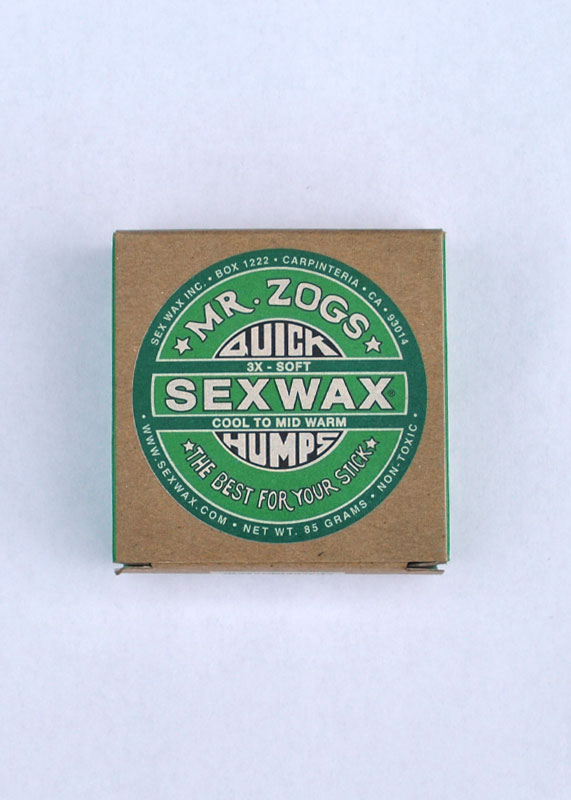 SEX WAX INC. • BOX 1222 • CARPINTERIA • CA • 93014
MR. ZOGS
QUICK
3X - SOFT
SEXWAX®
COOL TO MID WARM
HUMPS
THE BEST FOR YOUR STICK
• WWW.SEXWAX.COM • NET WT. 85 GRAMS • NON-TOXIC •